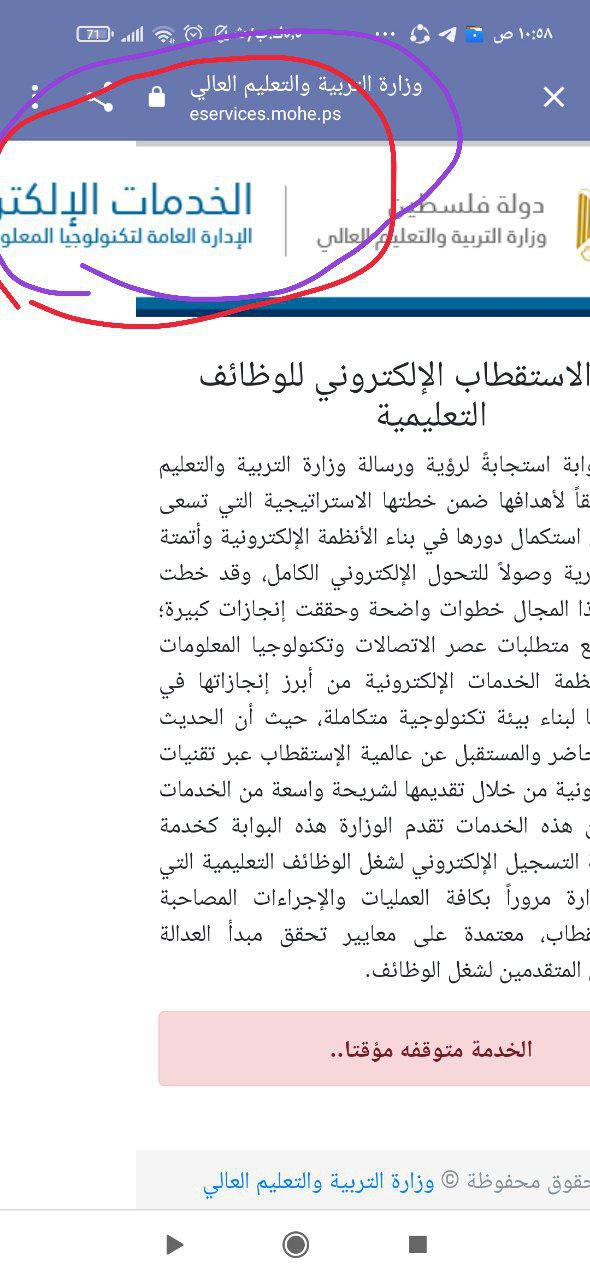 ١٠:٥٨ ص
71
وزارة التربية والتعليم العالي
eservices.mohe.ps
دولة فلسطين
وزارة التربية والتعليم العالي
الخدمات الإلكتر
الإدارة العامة لتكنولوجيا المعلو
الاستقطاب الإلكتروني للوظائف
التعليمية
وابة استجابةً لرؤية ورسالة وزارة التربية والتعليم
قاً لأهدافها ضمن خطتها الاستراتيجية التي تسعى
استكمال دورها في بناء الأنظمة الإلكترونية وأتمتة
رية وصولاً للتحول الإلكتروني الكامل، وقد خطت
ذا المجال خطوات واضحة وحققت إنجازات كبيرة؛
ع متطلبات عصر الاتصالات وتكنولوجيا المعلومات
ظمة الخدمات الإلكترونية من أبرز إنجازاتها في
ا لبناء بيئة تكنولوجية متكاملة، حيث أن الحديث
حاضر والمستقبل عن عالمية الإستقطاب عبر تقنيات
ونية من خلال تقديمها لشريحة واسعة من الخدمات
ن هذه الخدمات تقدم الوزارة هذه البوابة كخدمة
التسجيل الإلكتروني لشغل الوظائف التعليمية التي
ارة مروراً بكافة العمليات والإجراءات المصاحبة
قطاب، معتمدة على معايير تحقق مبدأ العدالة
المتقدمين لشغل الوظائف.
الخدمة متوقفه مؤقتا..
حقوق محفوظة © وزارة التربية والتعليم العالي